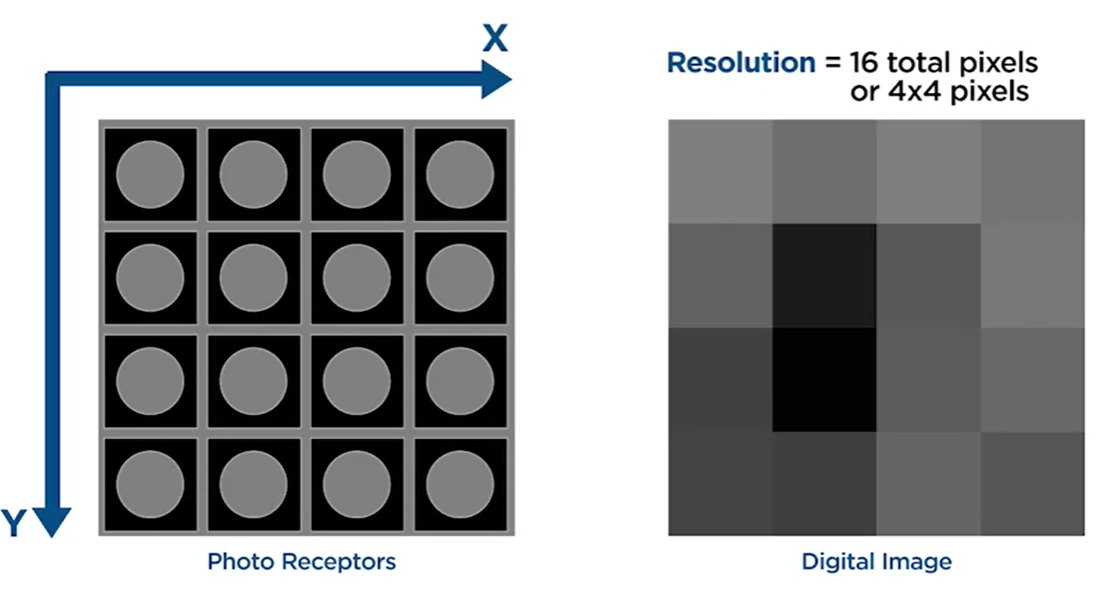 X
Resolution = 16 total pixels
or 4x4 pixels
Y
Photo Receptors
Digital Image